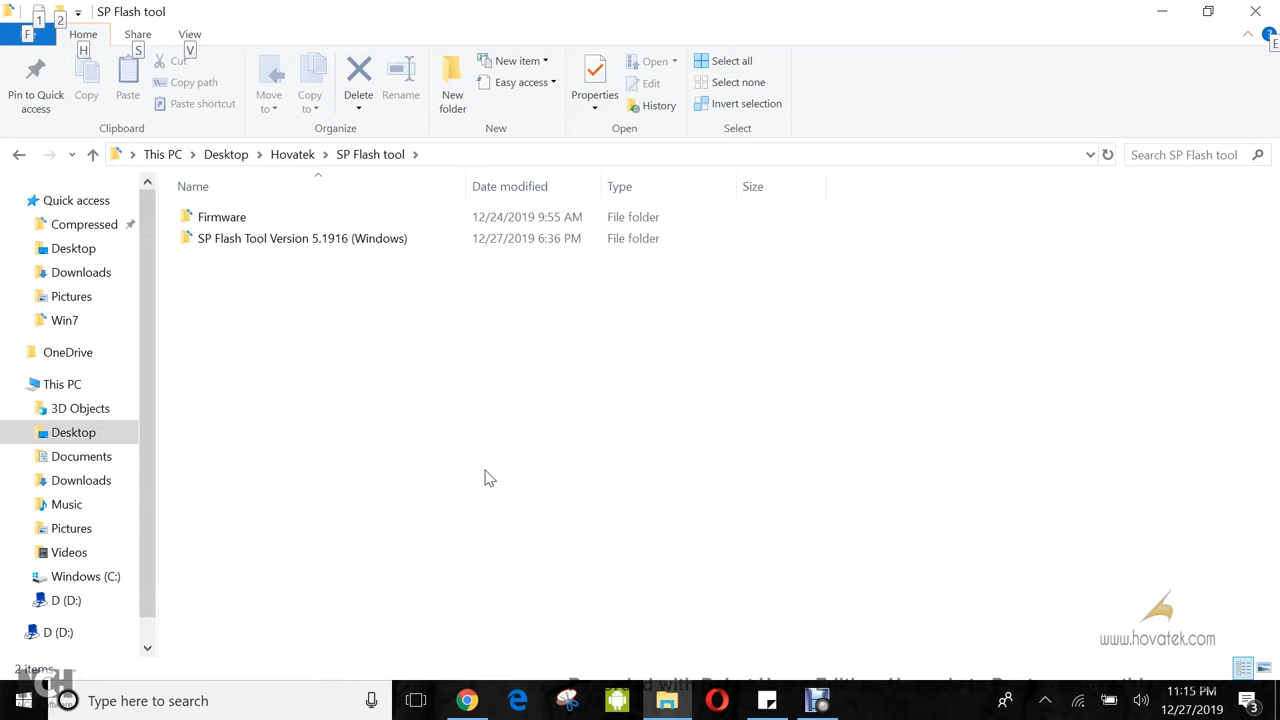 SP Flash tool
1
2
F
Home
Share
View
H
S
V
E
Pin to Quick access
Copy
Paste
Cut
Copy path
Paste shortcut
Clipboard
Move to
Copy to
Delete
Rename
Organize
New folder
New item
Easy access
New
Properties
Open
Edit
History
Open
Select all
Select none
Invert selection
Select
This PC
Desktop
Hovatek
SP Flash tool
Search SP Flash tool
Name
Date modified
Type
Size
Firmware 12/24/2019 9:55 AM File folder
SP Flash Tool Version 5.1916 (Windows) 12/27/2019 6:36 PM File folder
Quick access
Compressed
Desktop
Downloads
Pictures
Win7
OneDrive
This PC
3D Objects
Desktop
Documents
Downloads
Music
Pictures
Videos
Windows (C:)
D (D:)
D (D:)
www.hovatek.com
2 items
NCH
Type here to search
11:15 PM
12/27/2019
3